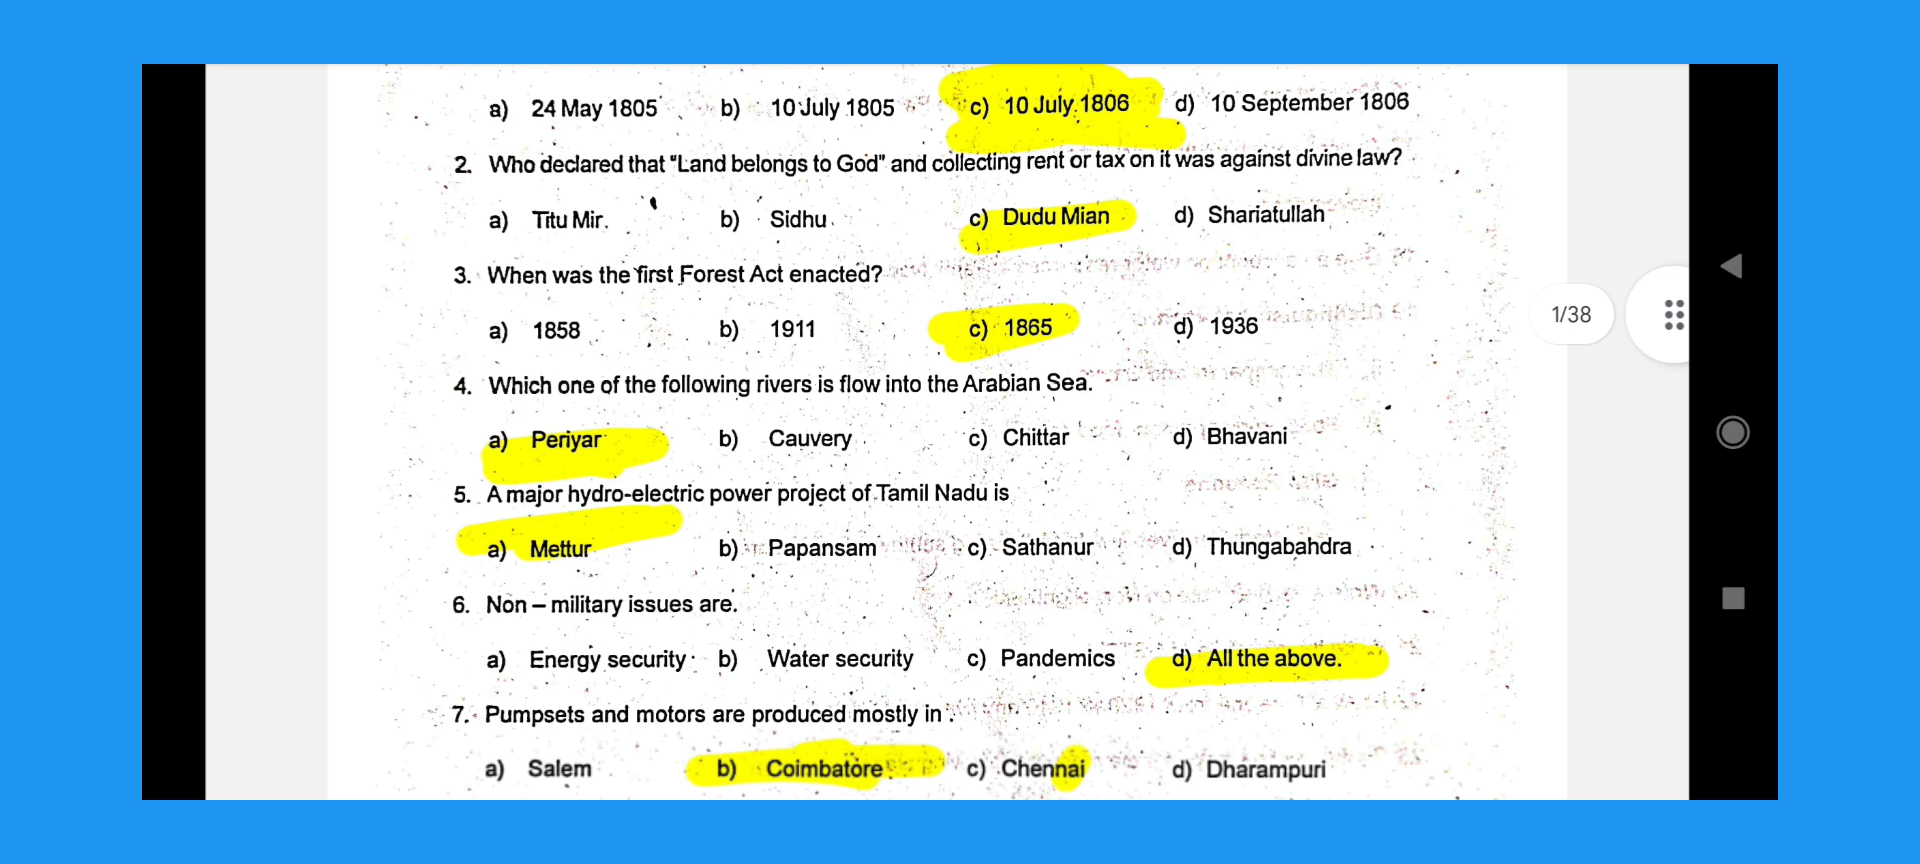 a) 24 May 1805 b) 10 July 1805 c) 10 July 1806 d) 10 September 1806
2. Who declared that "Land belongs to God" and collecting rent or tax on it was against divine law?
a) Titu Mir. b) Sidhu c) Dudu Mian d) Shariatullah
3. When was the first Forest Act enacted?
a) 1858 b) 1911 c) 1865 d) 1936
1/38
4. Which one of the following rivers is flow into the Arabian Sea.
a) Periyar b) Cauvery c) Chittar d) Bhavani
5. A major hydro-electric power project of Tamil Nadu is
a) Mettur b) Papansam c) Sathanur d) Thungabahdra
6. Non – military issues are.
a) Energy security b) Water security c) Pandemics d) All the above.
7. Pumpsets and motors are produced mostly in .
a) Salem b) Coimbatore c) Chennai d) Dharampuri